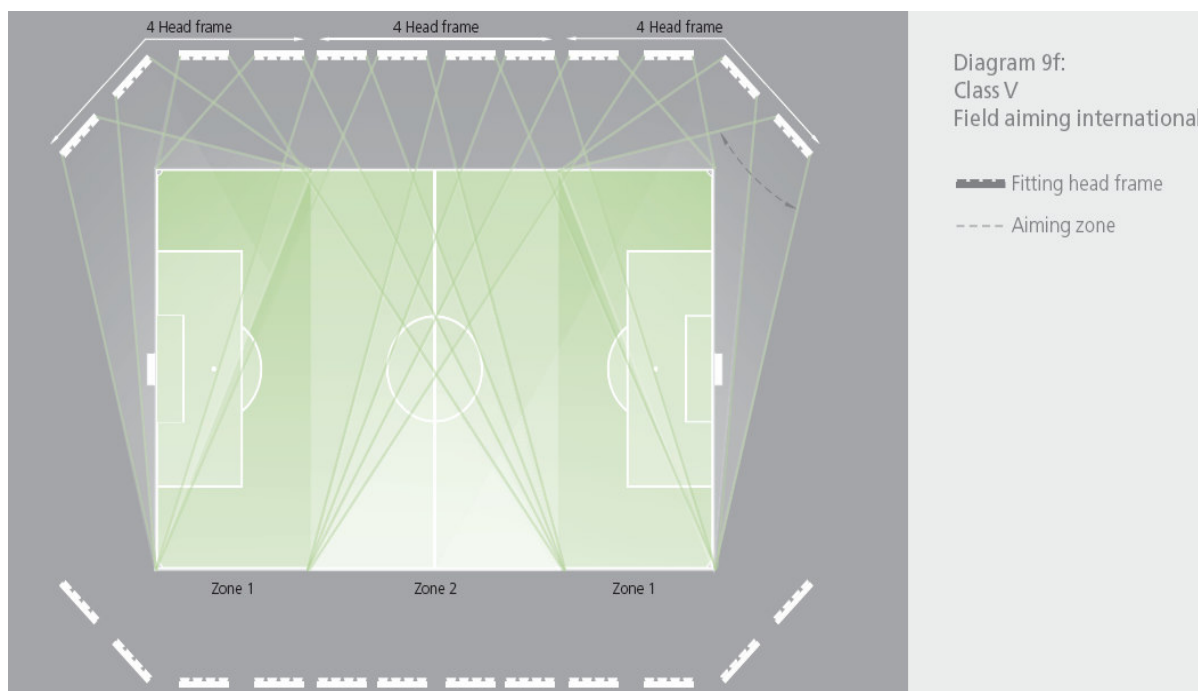 4 Head frame
4 Head frame
4 Head frame
Diagram 9f:
Class V
Field aiming international
Fitting head frame
Aiming zone
Zone 1
Zone 2
Zone 1